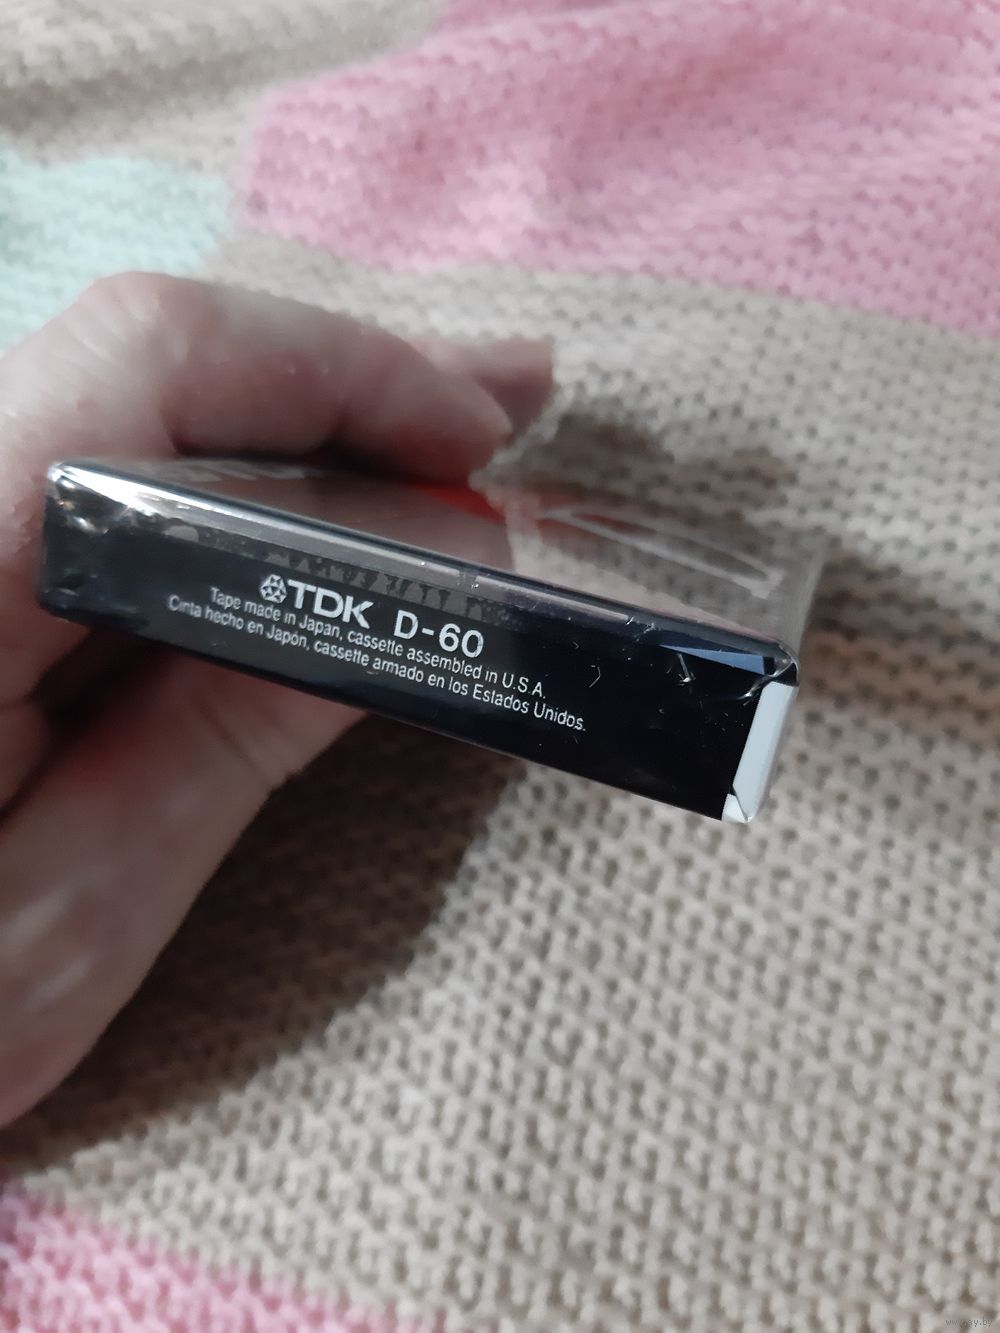 TDK D-60
Tape made in Japan, cassette assembled in U.S.A.
Cinta hecho en Japón, cassette armado en los Estados Unidos.